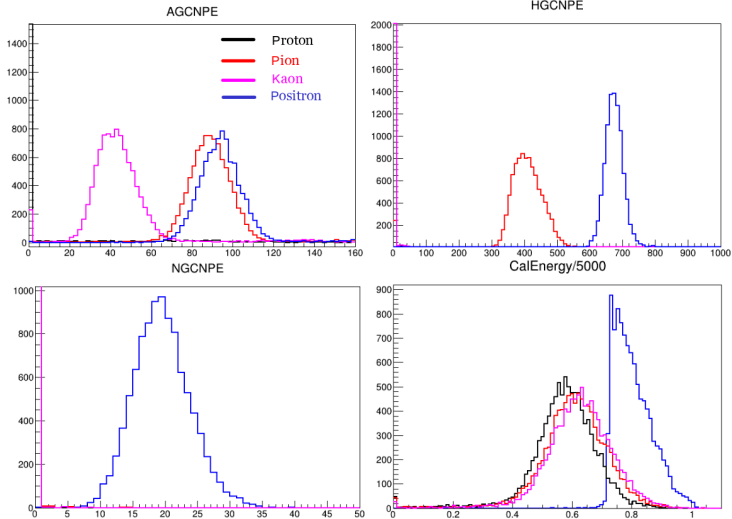 AGCNPE
1400
1200
1000
800
600
400
200
0
0 20 40 60 80 100 120 140 160
Proton
Pion
Kaon
Positron
HGCNPE
2000
1800
1600
1400
1200
1000
800
600
400
200
0 100 200 300 400 500 600 700 800 900 1000
NGCNPE
1000
800
600
400
200
0
0 5 10 15 20 25 30 35 40 45 50
CalEnergy/5000
900
800
700
600
500
400
300
200
100
0
0 0.2 0.4 0.6 0.8 1